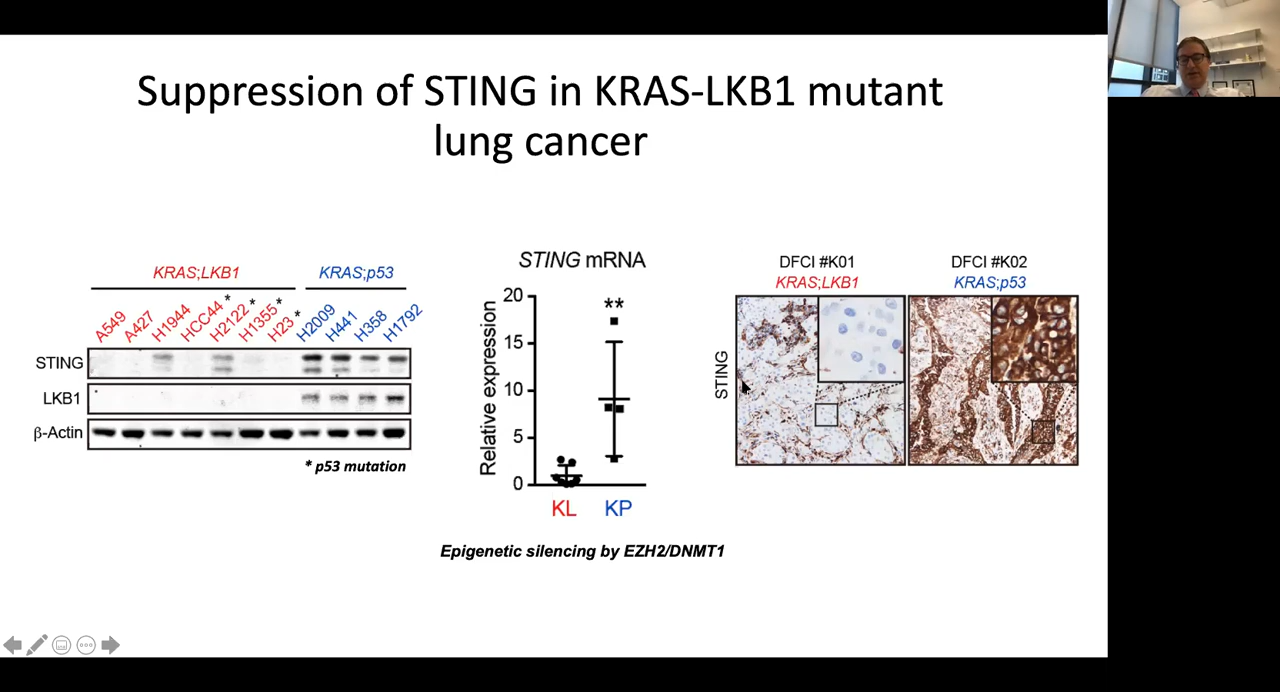 Suppression of STING in KRAS-LKB1 mutant
lung cancer
KRAS;LKB1
KRAS;p53
A549
A427
H1944
HCC44*
H2122*
H1355*
H23*
H2009
H441
H358
H1792
STING
LKB1
β-Actin
* p53 mutation
STING mRNA
Relative expression
20
15
10
5
0
**
KL
KP
DFCI #K01
KRAS;LKB1
DFCI #K02
KRAS;p53
STING
Epigenetic silencing by EZH2/DNMT1